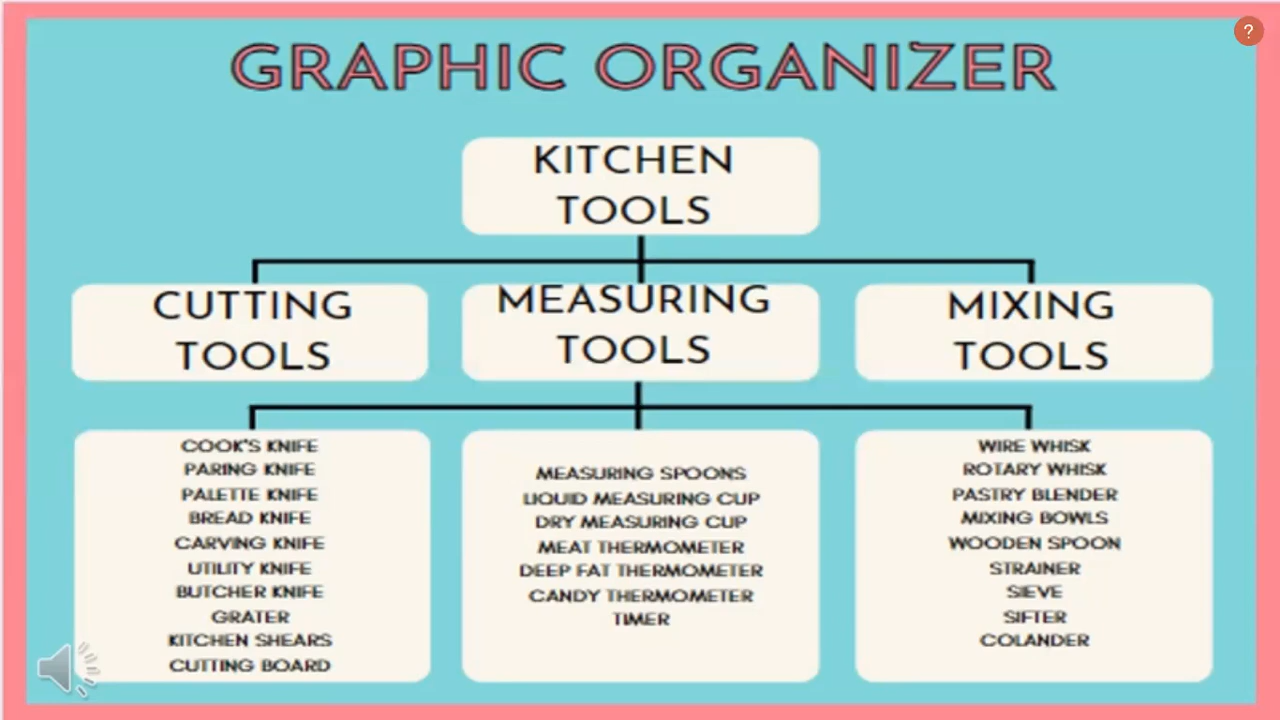 ?
GRAPHIC ORGANIZER
KITCHEN
TOOLS
CUTTING
TOOLS
MEASURING
TOOLS
MIXING
TOOLS
COOK'S KNIFE
PARING KNIFE
PALETTE KNIFE
BREAD KNIFE
CARVING KNIFE
UTILITY KNIFE
BUTCHER KNIFE
GRATER
KITCHEN SHEARS
CUTTING BOARD
MEASURING SPOONS
LIQUID MEASURING CUP
DRY MEASURING CUP
MEAT THERMOMETER
DEEP FAT THERMOMETER
CANDY THERMOMETER
TIMER
WIRE WHISK
ROTARY WHISK
PASTRY BLENDER
MIXING BOWLS
WOODEN SPOON
STRAINER
SIEVE
SIFTER
COLANDER